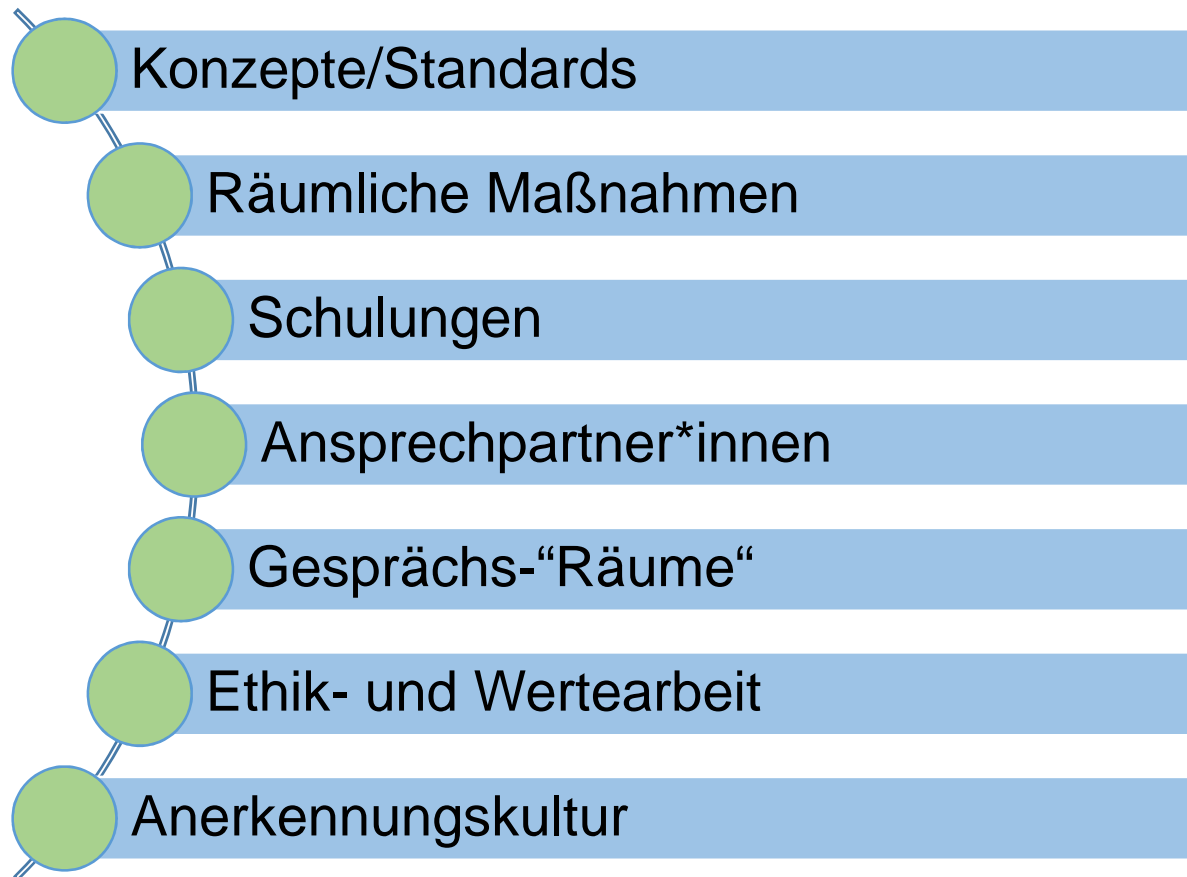 Konzepte/Standards
Räumliche Maßnahmen
Schulungen
Ansprechpartner*innen
Gesprächs-“Räume“
Ethik- und Wertearbeit
Anerkennungskultur